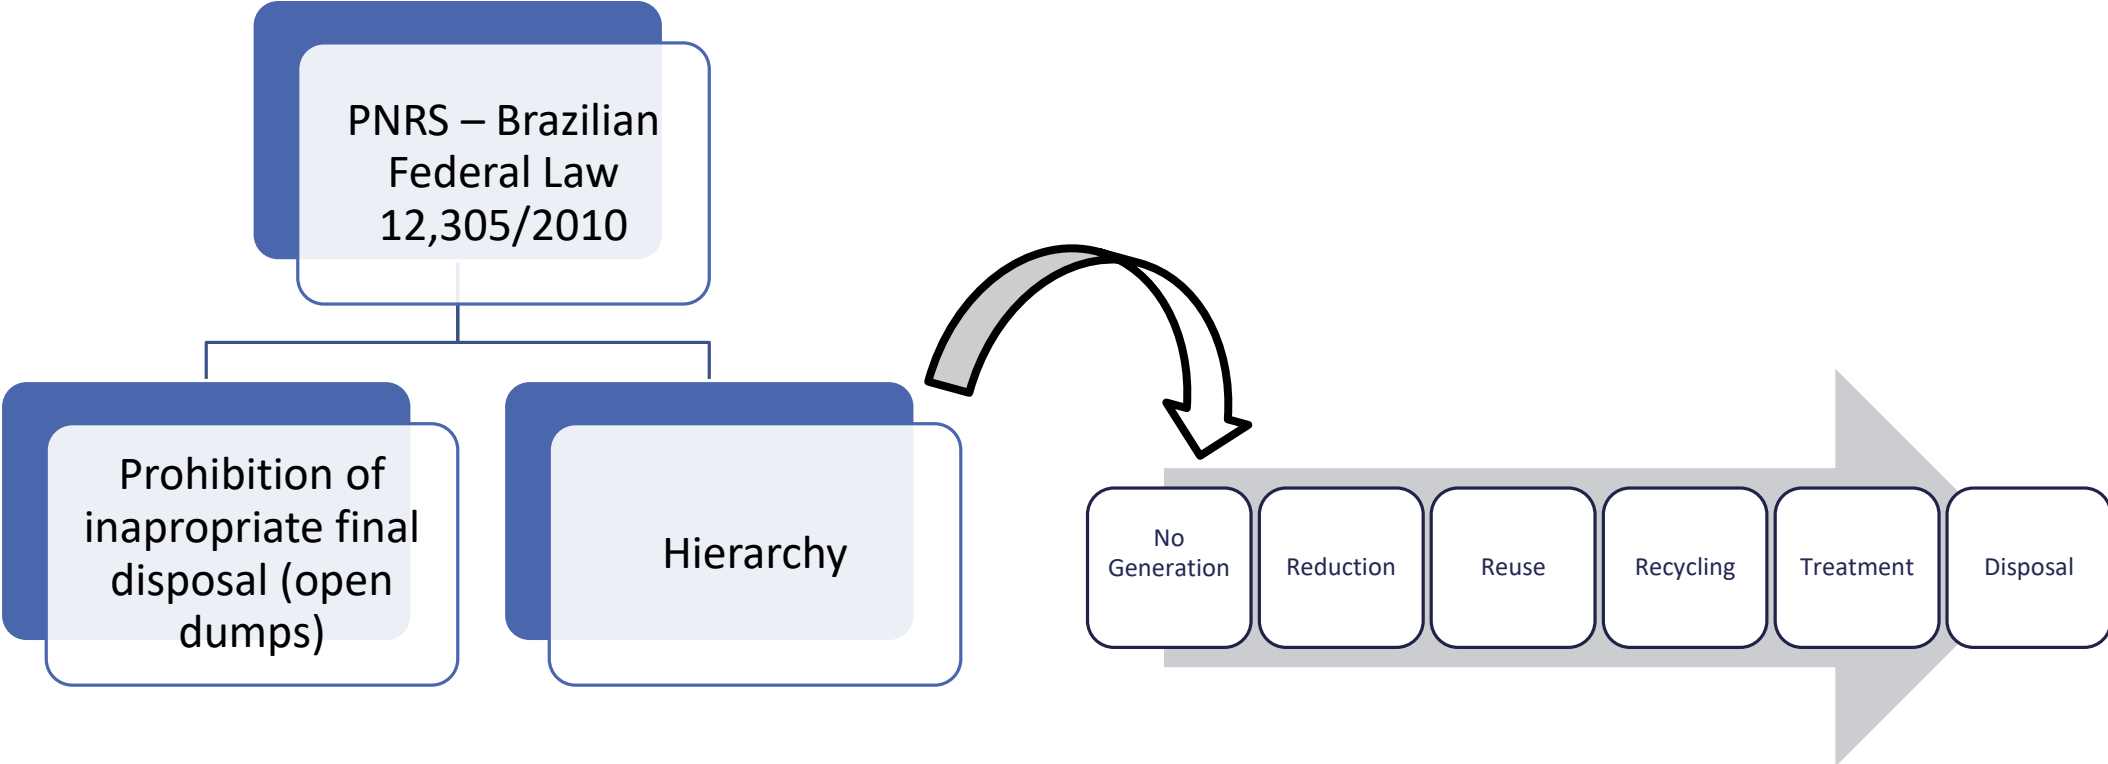 PNRS – Brazilian
Federal Law
12,305/2010
Prohibition of
inapropriate final
disposal (open
dumps)
Hierarchy
No
Generation
Reduction
Reuse
Recycling
Treatment
Disposal